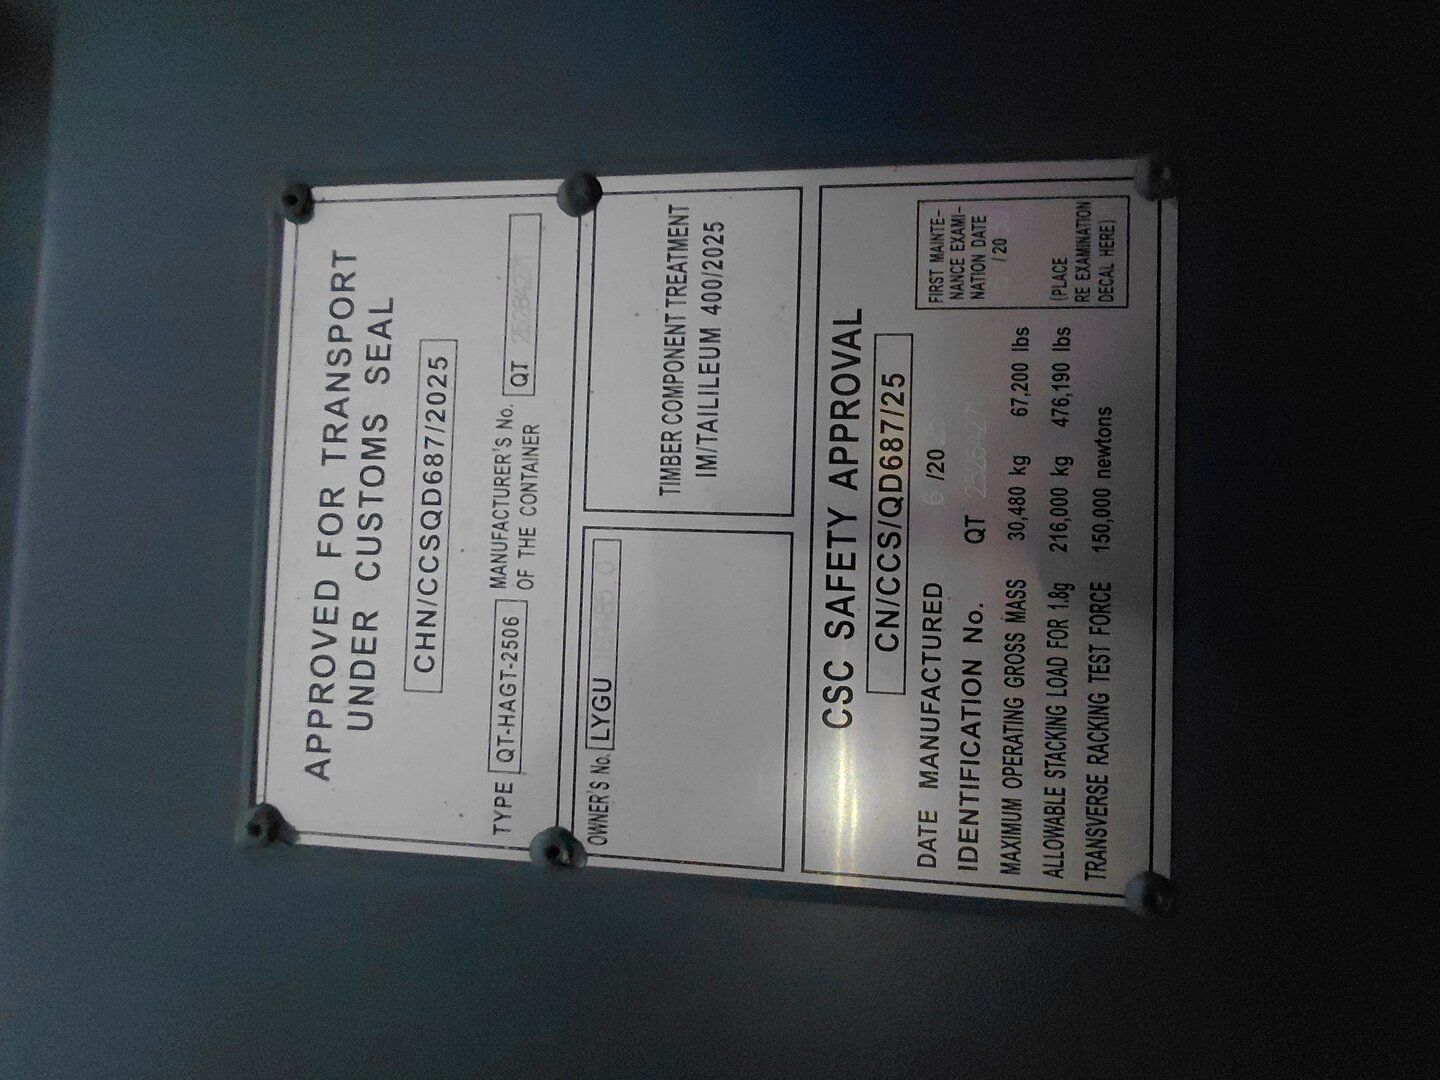 APPROVED FOR TRANSPORT
UNDER CUSTOMS SEAL
CHN/CCSQD687/2025
TYPE QT-HAGT-2506 MANUFACTURER'S No.
OF THE CONTAINER QT
OWNER'S No. LYGU
TIMBER COMPONENT TREATMENT
IM/TAILILEUM 400/2025
CSC SAFETY APPROVAL
CN/CCS/QD687/25
DATE MANUFACTURED 6 /20
IDENTIFICATION No. QT
MAXIMUM OPERATING GROSS MASS 30,480 kg 67,200 lbs
ALLOWABLE STACKING LOAD FOR 1.8g 216,000 kg 476,190 lbs
TRANSVERSE RACKING TEST FORCE 150,000 newtons
FIRST MAINTE-
NANCE EXAMI-
NATION DATE
/20
(PLACE
RE EXAMINATION
DECAL HERE)